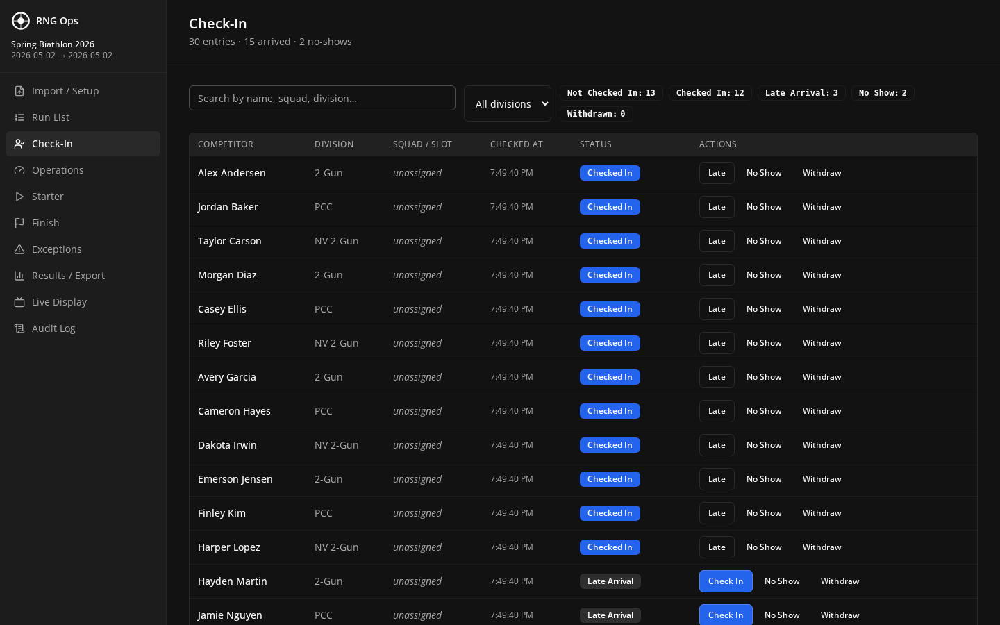 RNG Ops
Spring Biathlon 2026
2026-05-02 → 2026-05-02
Import / Setup
Run List
Check-In
Operations
Starter
Finish
Exceptions
Results / Export
Live Display
Audit Log
Check-In
30 entries · 15 arrived · 2 no-shows
Search by name, squad, division...
All divisions
Not Checked In: 13 Checked In: 12 Late Arrival: 3 No Show: 2
Withdrawn: 0
COMPETITOR DIVISION SQUAD / SLOT CHECKED AT STATUS ACTIONS
Alex Andersen 2-Gun unassigned 7:49:40 PM Checked In Late No Show Withdraw
Jordan Baker PCC unassigned 7:49:40 PM Checked In Late No Show Withdraw
Taylor Carson NV 2-Gun unassigned 7:49:40 PM Checked In Late No Show Withdraw
Morgan Diaz 2-Gun unassigned 7:49:40 PM Checked In Late No Show Withdraw
Casey Ellis PCC unassigned 7:49:40 PM Checked In Late No Show Withdraw
Riley Foster NV 2-Gun unassigned 7:49:40 PM Checked In Late No Show Withdraw
Avery Garcia 2-Gun unassigned 7:49:40 PM Checked In Late No Show Withdraw
Cameron Hayes PCC unassigned 7:49:40 PM Checked In Late No Show Withdraw
Dakota Irwin NV 2-Gun unassigned 7:49:40 PM Checked In Late No Show Withdraw
Emerson Jensen 2-Gun unassigned 7:49:40 PM Checked In Late No Show Withdraw
Finley Kim PCC unassigned 7:49:40 PM Checked In Late No Show Withdraw
Harper Lopez NV 2-Gun unassigned 7:49:40 PM Checked In Late No Show Withdraw
Hayden Martin 2-Gun unassigned 7:49:40 PM Late Arrival Check In No Show Withdraw
Jamie Nguyen PCC unassigned 7:49:40 PM Late Arrival Check In No Show Withdraw